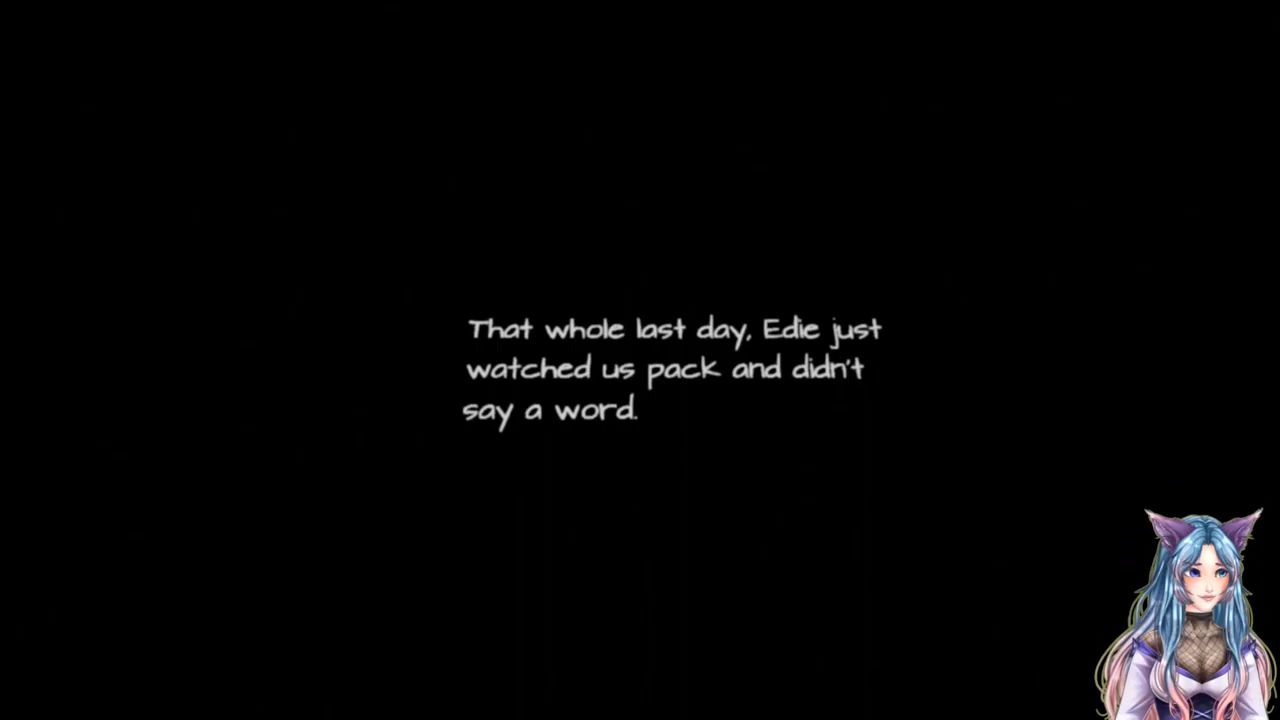 That whole last day, Edie just
watched us pack and didn't
say a word.